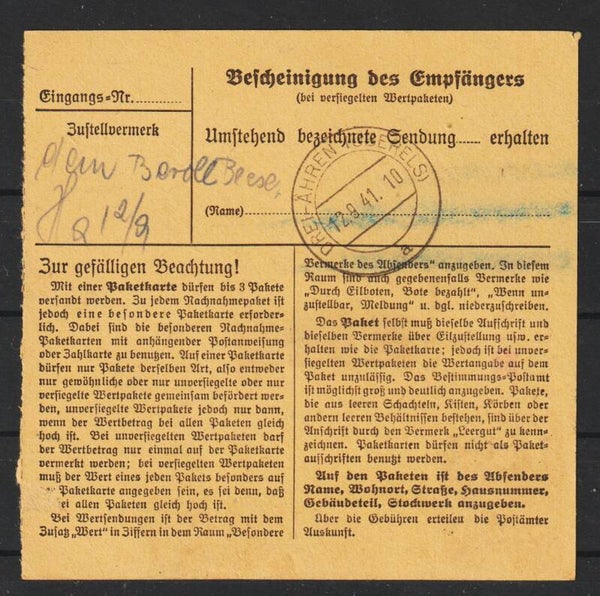 Eingangs=Nr.
Zustellvermerk
dem
12/9
Bescheinigung des Empfängers
(bei versiegelten Wertpaketen)
Umstehend bezeichnete Sendung erhalten
(Name)
DREI-ÄHREN
12.9.41. 10
a
Zur gefälligen Beachtung!
Mit einer Paketkarte dürfen bis 3 Pakete
versandt werden. Zu jedem Nachnahmepaket ist
jedoch eine besondere Paketkarte erforder-
lich. Dabei sind die besonderen Nachnahme-
Paketkarten mit anhängender Postanweisung
oder Zahlkarte zu benutzen. Auf einer Paketkarte
dürfen nur Pakete derselben Art, also entweder
nur gewöhnliche oder nur unversiegelte oder nur
versiegelte Wertpakete gemeinsam befördert wer-
den, unversiegelte Wertpakete jedoch nur dann,
wenn der Wertbetrag bei allen Paketen gleich
hoch ist. Bei unversiegelten Wertpaketen darf
der Wertbetrag nur einmal auf der Paketkarte
vermerkt werden; bei versiegelten Wertpaketen
muß der Wert eines jeden Pakets besonders auf
Paketkarte angegeben sein, es sei denn, daß
ei allen Paketen gleich hoch ist.
Bei Wertsendungen ist der Betrag mit dem
Zusatz „Wert" in Ziffern in dem Raum „Besondere
Vermerke des Absenders" anzugeben. In diesem
Raum sind auch gegebenenfalls Vermerke wie
„Durch Eilboten, Bote bezahlt", „Wenn un-
zustellbar, Meldung" u. dgl. niederzuschreiben.
Das Paket selbst muß dieselbe Aufschrift und
dieselben Vermerke über Eilzustellung usw. er-
halten wie die Paketkarte; jedoch ist bei unver-
siegelten Wertpaketen die Wertangabe auf dem
Paket unzulässig. Das Bestimmungs-Postamt
ist möglichst groß und deutlich anzugeben. Pakete,
die aus leeren Schachteln, Kisten, Körben oder
anderen leeren Behältnissen bestehen, sind über der
Anschrift durch den Vermerk „Leergut" zu kenn-
zeichnen. Paketkarten dürfen nicht als Paket-
aufschriften benutzt werden.
Auf den Paketen ist des Absenders
Name, Wohnort, Straße, Hausnummer,
Gebäudeteil, Stockwerk anzugeben.
Über die Gebühren erteilen die Postämter
Auskunft.